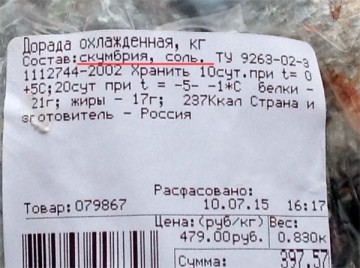 Дорада охлажденная, кг
Состав:скумбрия, соль. ТУ 9263-02-3
1112744-2002 Хранить 10сут.при t= 0
+5С;20сут при t = -5- -1*С белки -
21г; жиры - 17г; 237Ккал Страна и
зготовитель - Россия
Расфасовано:
Товар:079867 10.07.15 16:17
Цена:(руб/кг) Вес:
479.00руб. 0.830к
Сумма: 397.57